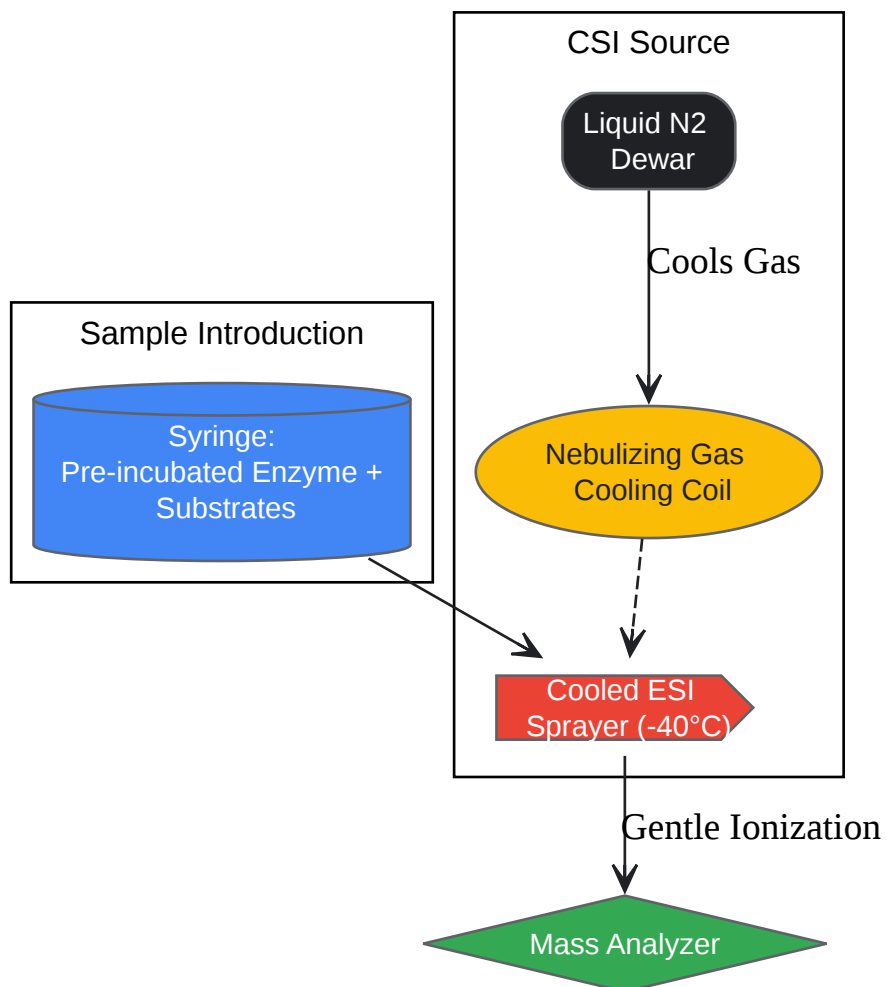 CSI Source
Liquid N2
Dewar
Cools Gas
Sample Introduction
Syringe:
Pre-incubated Enzyme +
Substrates
Nebulizing Gas
Cooling Coil
Cooled ESI
Sprayer (-40°C)
Gentle Ionization
Mass Analyzer